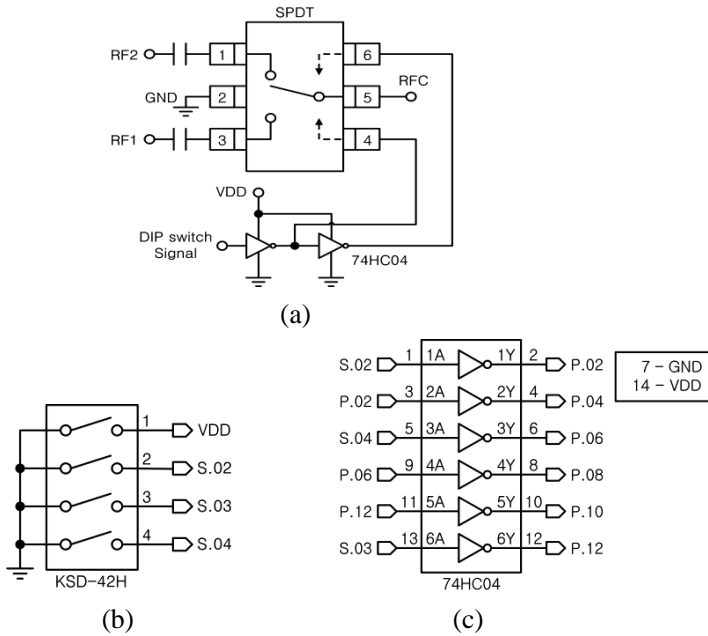 SPDT
RF2 1 6
RFC
GND 2 5
RF1 3 4
VDD
DIP switch
Signal
74HC04
(a)
1 VDD
2 S.02
3 S.03
4 S.04
KSD-42H
(b)
S.02 1 1A 1Y 2 P.02
P.02 3 2A 2Y 4 P.04
S.04 5 3A 3Y 6 P.06
P.06 9 4A 4Y 8 P.08
P.12 11 5A 5Y 10 P.10
S.03 13 6A 6Y 12 P.12
74HC04
7 - GND
14 - VDD
(c)